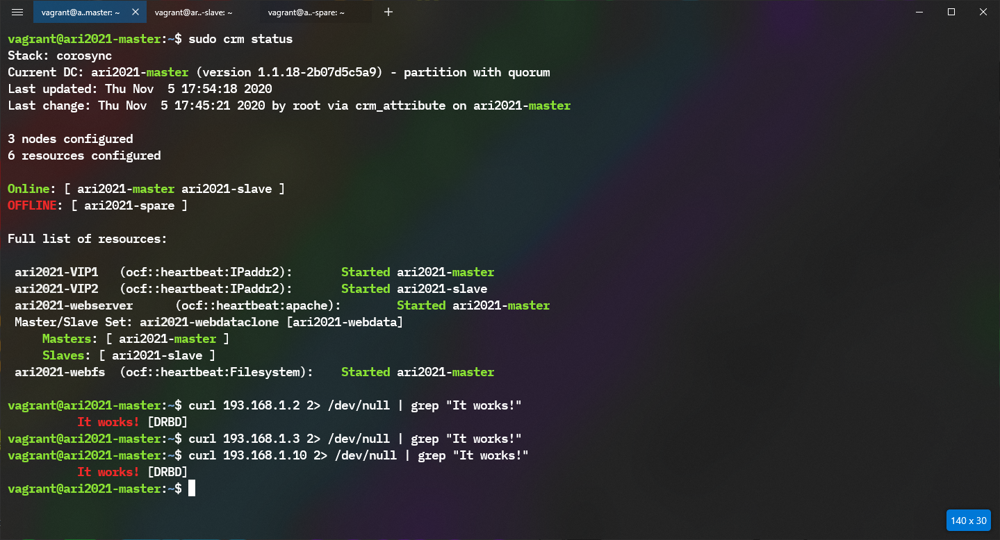 vagrant@a..master: ~ vagrant@ar..-slave: ~ vagrant@a..-spare: ~
vagrant@ari2021-master:~$ sudo crm status
Stack: corosync
Current DC: ari2021-master (version 1.1.18-2b07d5c5a9) - partition with quorum
Last updated: Thu Nov  5 17:54:18 2020
Last change: Thu Nov  5 17:45:21 2020 by root via crm_attribute on ari2021-master
3 nodes configured
6 resources configured
Online: [ ari2021-master ari2021-slave ]
OFFLINE: [ ari2021-spare ]
Full list of resources:
 ari2021-VIP1   (ocf::heartbeat:IPaddr2):       Started ari2021-master
 ari2021-VIP2   (ocf::heartbeat:IPaddr2):       Started ari2021-slave
 ari2021-webserver      (ocf::heartbeat:apache):        Started ari2021-master
 Master/Slave Set: ari2021-webdataclone [ari2021-webdata]
     Masters: [ ari2021-master ]
     Slaves: [ ari2021-slave ]
 ari2021-webfs  (ocf::heartbeat:Filesystem):    Started ari2021-master
vagrant@ari2021-master:~$ curl 193.168.1.2 2> /dev/null | grep "It works!"
          It works! [DRBD]
vagrant@ari2021-master:~$ curl 193.168.1.3 2> /dev/null | grep "It works!"
vagrant@ari2021-master:~$ curl 193.168.1.10 2> /dev/null | grep "It works!"
          It works! [DRBD]
vagrant@ari2021-master:~$
140 x 30